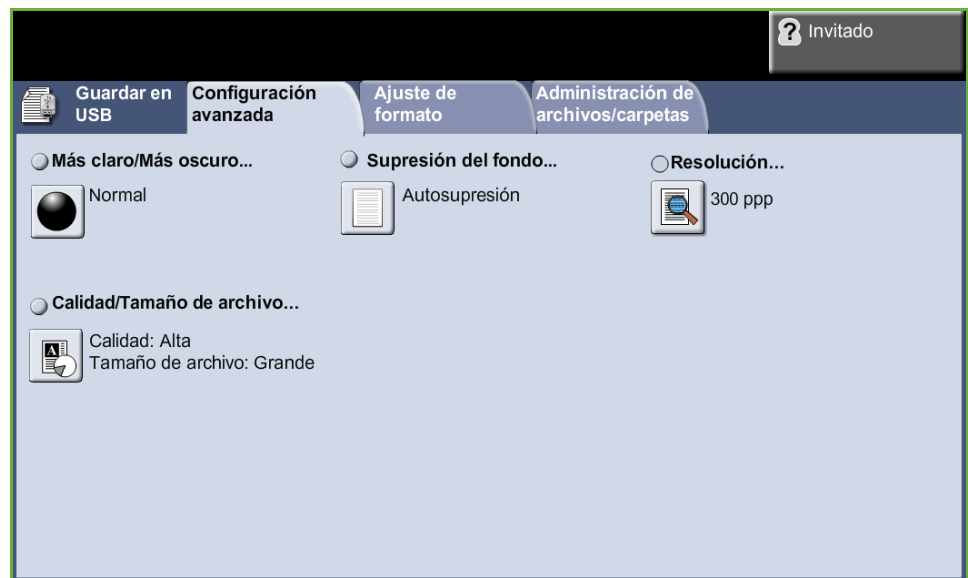 Invitado
Guardar en
USB
Configuración
avanzada
Ajuste de
formato
Administración de
archivos/carpetas
Más claro/Más oscuro...
Normal
Supresión del fondo...
Autosupresión
Resolución...
300 ppp
Calidad/Tamaño de archivo...
Calidad: Alta
Tamaño de archivo: Grande